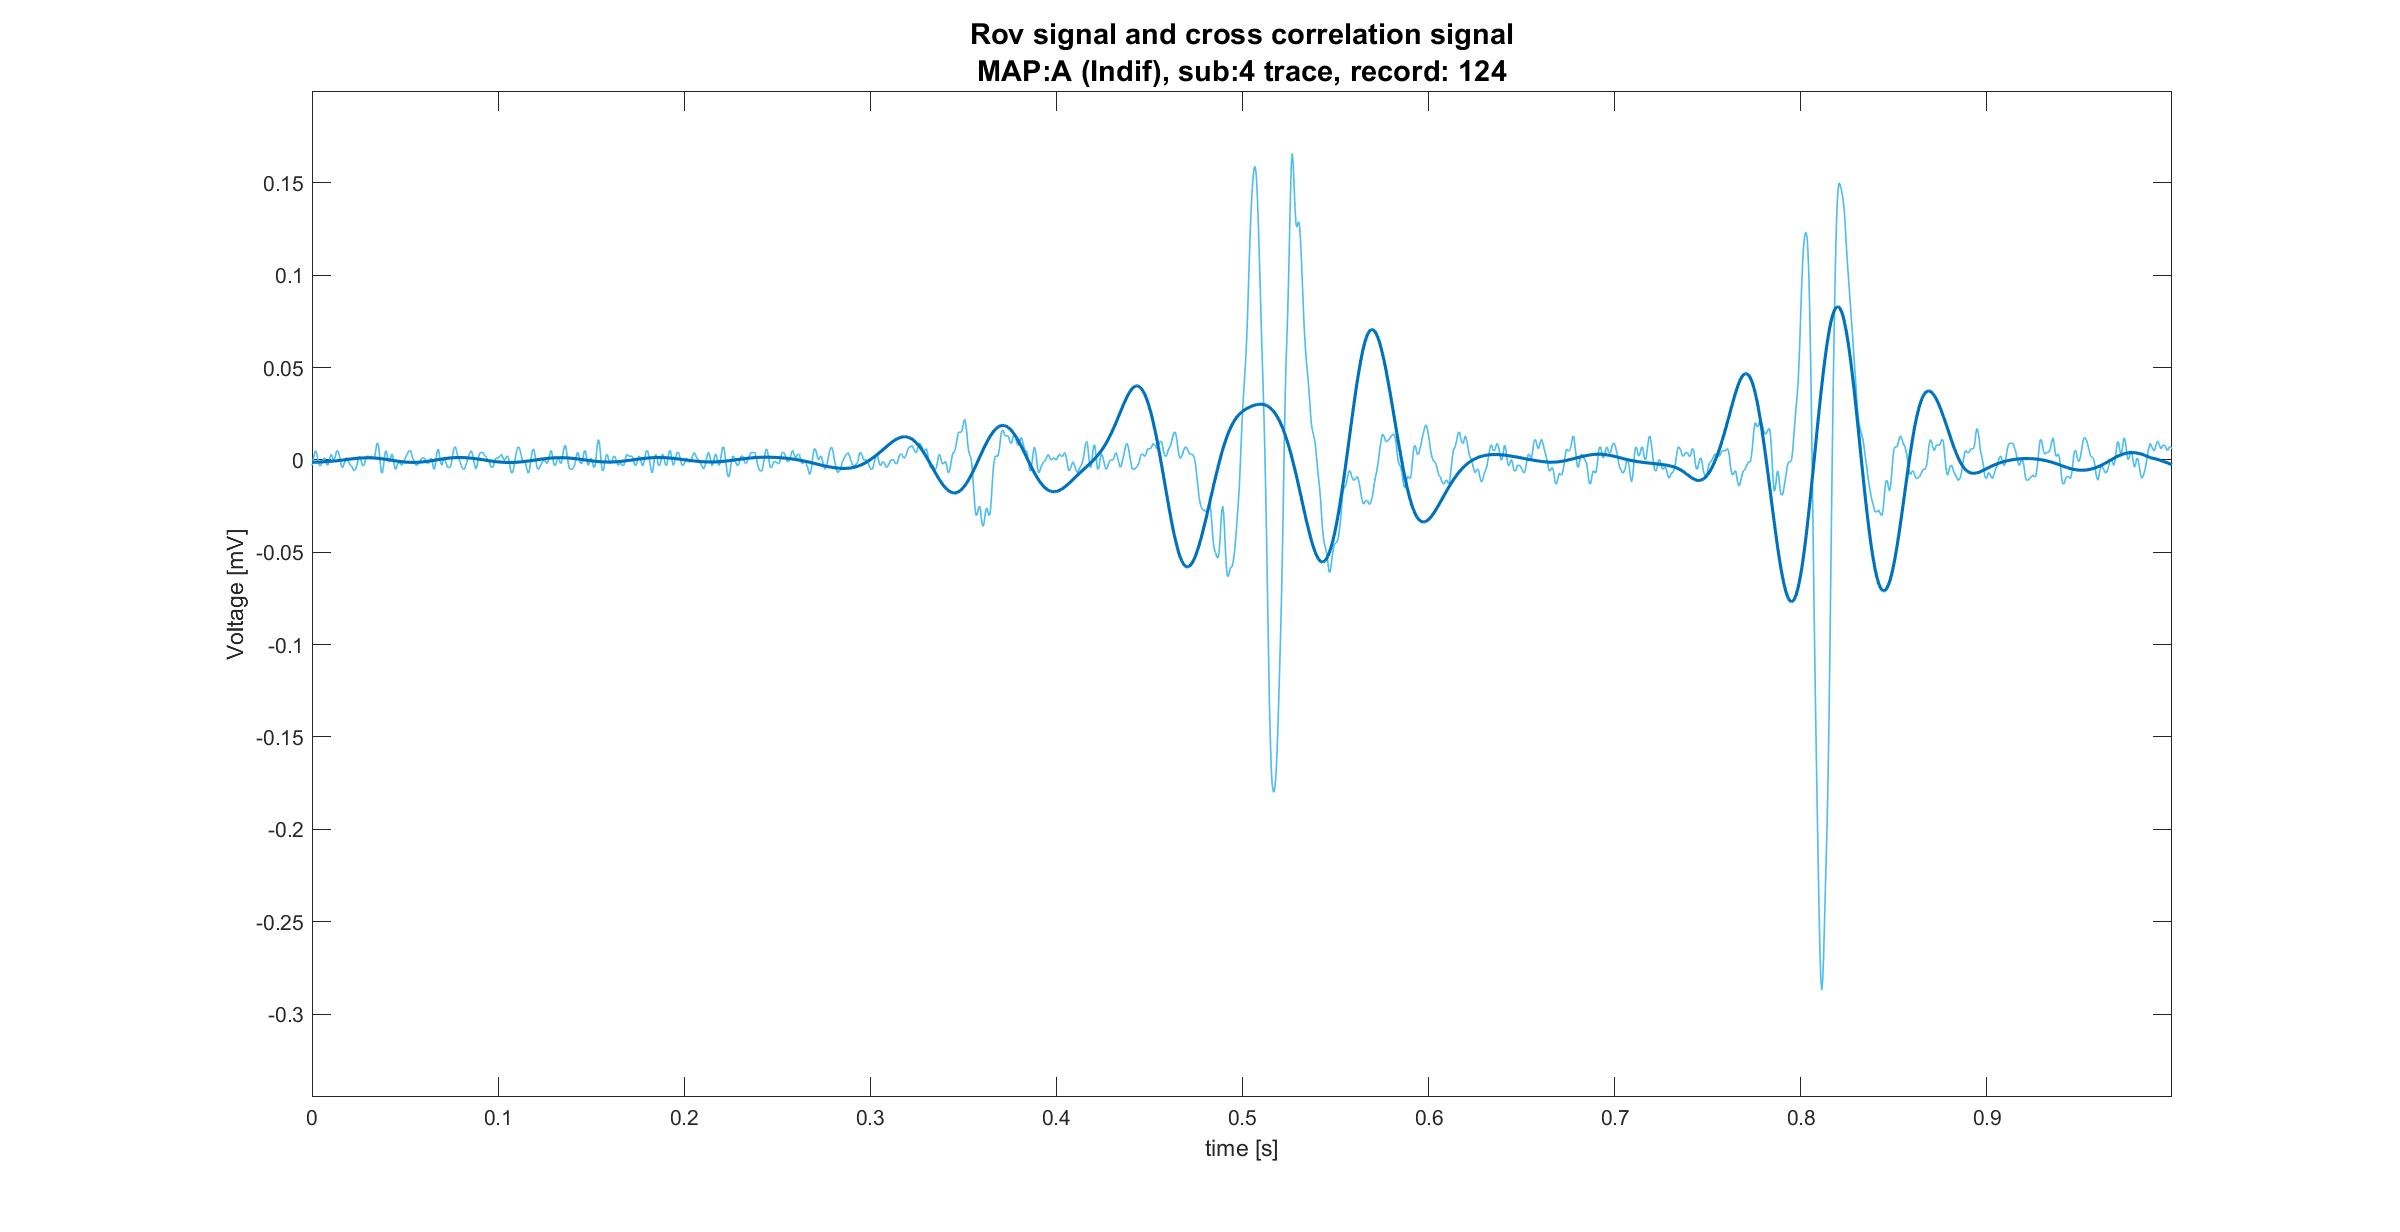 Rov signal and cross correlation signal
MAP:A (Indif), sub:4 trace, record: 124
Voltage [mV]
0.15
0.1
0.05
0
-0.05
-0.1
-0.15
-0.2
-0.25
-0.3
0 0.1 0.2 0.3 0.4 0.5 0.6 0.7 0.8 0.9
time [s]